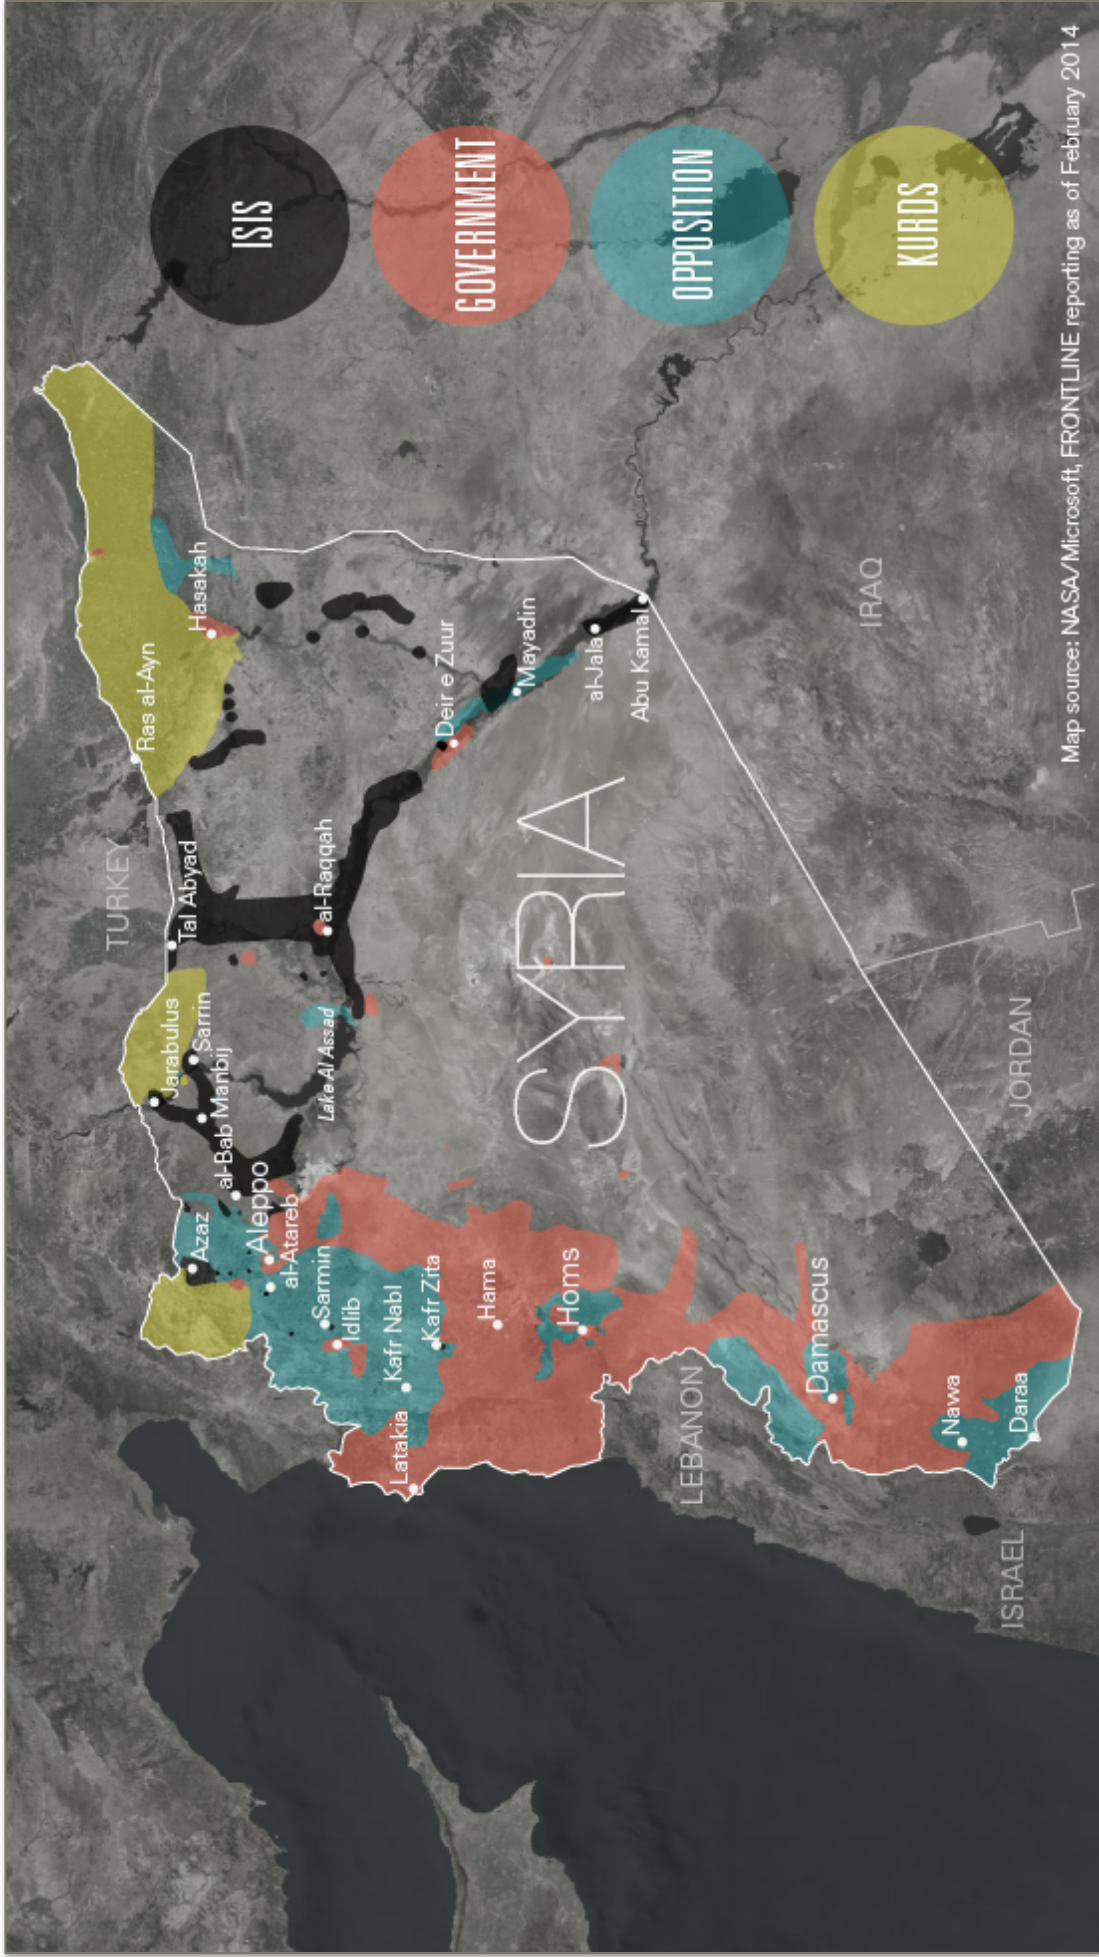 TURKEY
Ras al-Ayn
Hasakah
Tal Abyad
Jarabulus
Sarrin
Manbij
al-Bab
Azaz
Aleppo
al-Atareb
al-Raqqah
Lake Al Assad
Sarmin
Idlib
Kafr Nabl
Kafr Zita
Latakia
Hama
Homs
Deir e Zuur
Mayadin
al-Jala
Abu Kamal
SYRIA
LEBANON
Damascus
Nawa
Daraa
ISRAEL
JORDAN
IRAQ
ISIS
GOVERNMENT
OPPOSITION
KURDS
Map source: NASA/Microsoft, FRONTLINE reporting as of February 2014